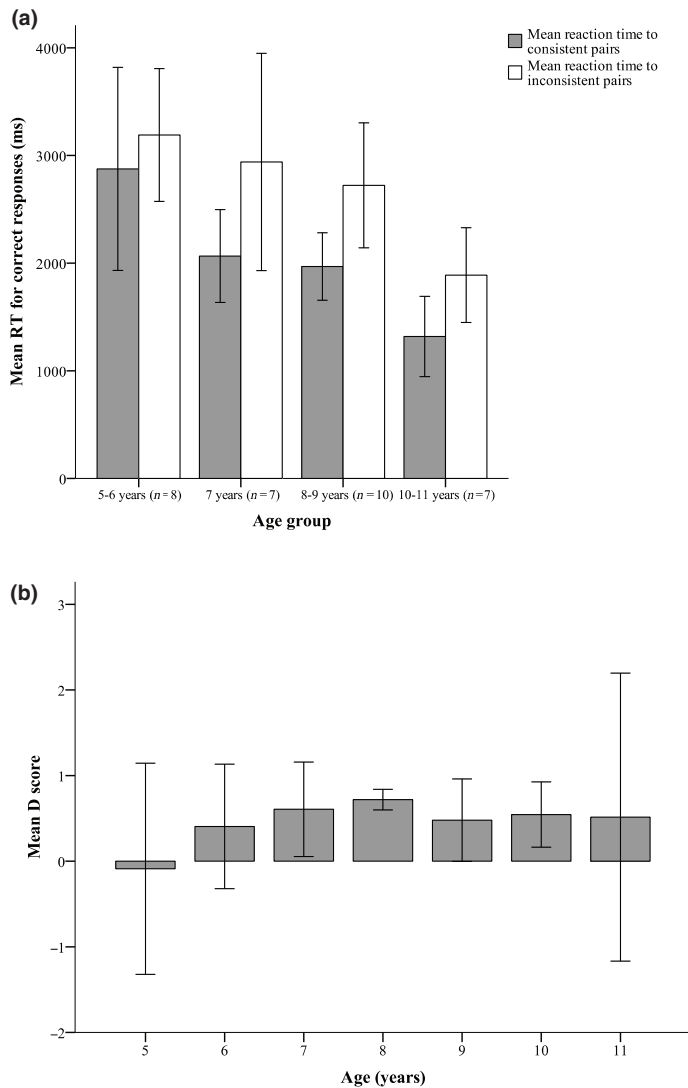 (a)
Mean reaction time to
consistent pairs
Mean reaction time to
inconsistent pairs
Mean RT for correct responses (ms)
4000
3000
2000
1000
0
5-6 years (n = 8) 7 years (n = 7) 8-9 years (n = 10) 10-11 years (n = 7)
Age group
(b)
Mean D score
3
2
1
0
−1
−2
5 6 7 8 9 10 11
Age (years)